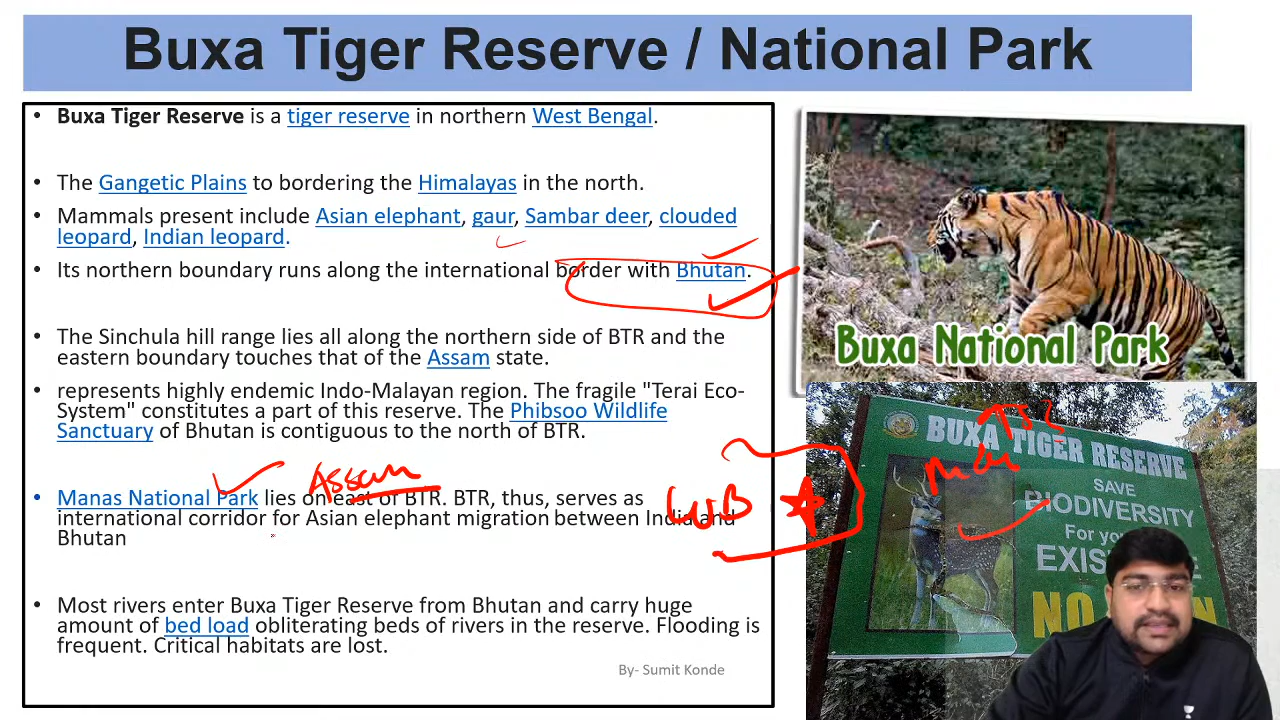 Buxa Tiger Reserve / National Park
• Buxa Tiger Reserve is a tiger reserve in northern West Bengal.
• The Gangetic Plains to bordering the Himalayas in the north.
• Mammals present include Asian elephant, gaur, Sambar deer, clouded
leopard, Indian leopard.
• Its northern boundary runs along the international border with Bhutan.
• The Sinchula hill range lies all along the northern side of BTR and the
eastern boundary touches that of the Assam state.
• represents highly endemic Indo-Malayan region. The fragile "Terai Eco-
System" constitutes a part of this reserve. The Phibsoo Wildlife
Sanctuary of Bhutan is contiguous to the north of BTR.
Assam
• Manas National Park lies on east of BTR. BTR, thus, serves as
international corridor for Asian elephant migration between India and
Bhutan
• Most rivers enter Buxa Tiger Reserve from Bhutan and carry huge
amount of bed load obliterating beds of rivers in the reserve. Flooding is
frequent. Critical habitats are lost.
By- Sumit Konde
WB
Buxa National Park
BUXA TIGER RESERVE
SAVE
BIODIVERSITY
For
NO